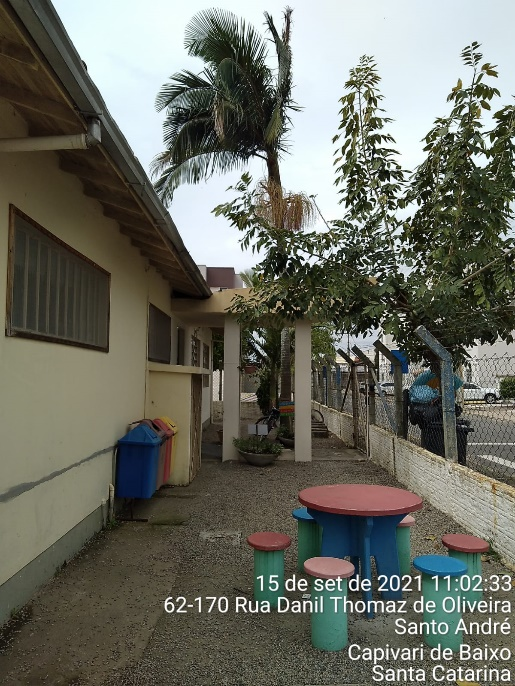 15 de set de 2021 11:02:33
62-170 Rua Danil Thomaz de Oliveira
Santo André
Capivari de Baixo
Santa Catarina